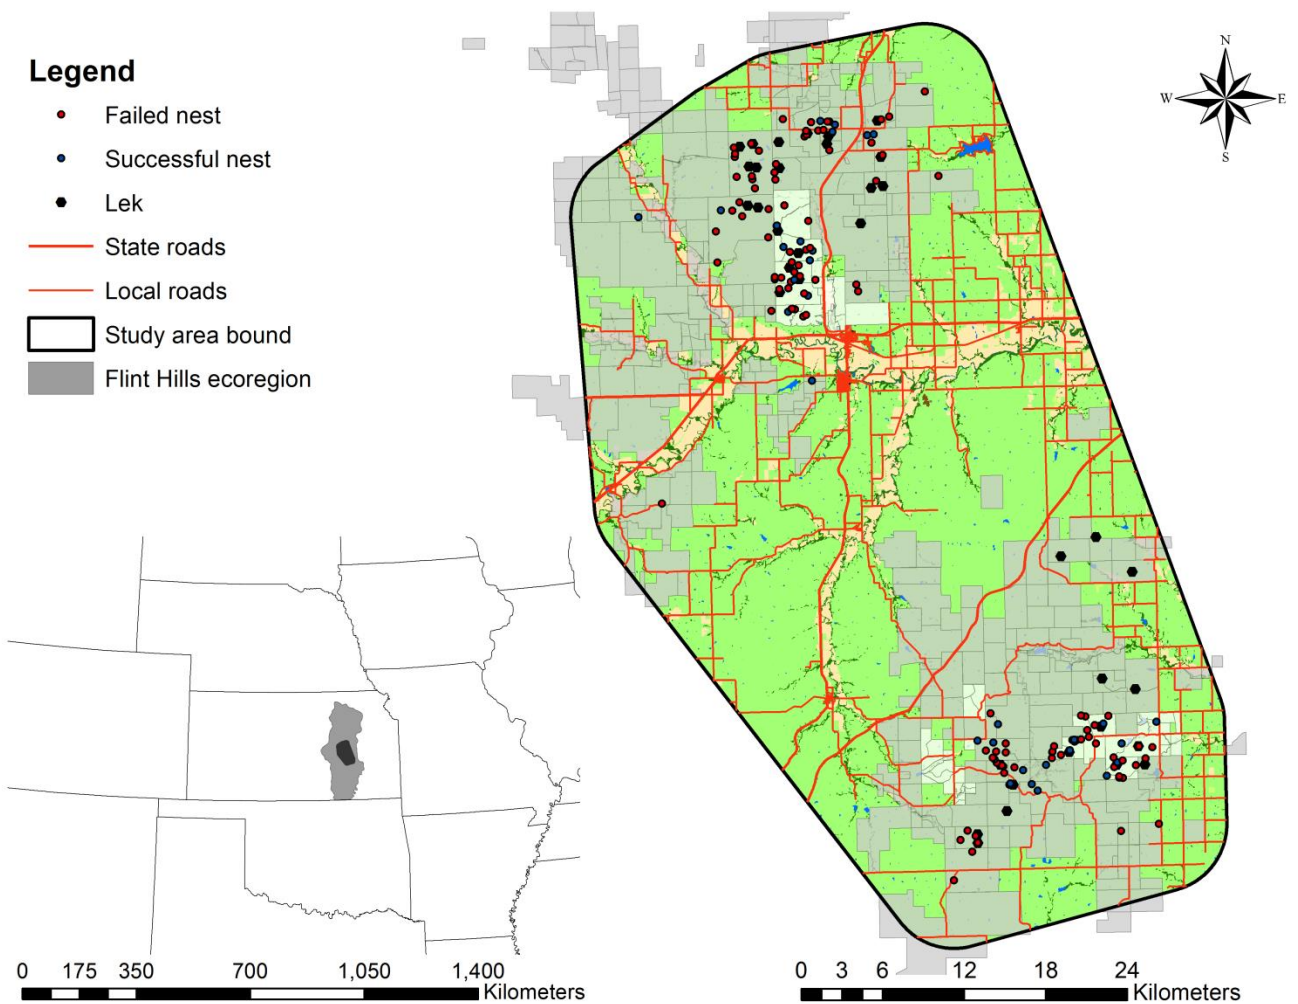 Legend
Failed nest
Successful nest
Lek
State roads
Local roads
Study area bound
Flint Hills ecoregion
N
W E
S
0 175 350 700 1,050 1,400
Kilometers
0 3 6 12 18 24
Kilometers